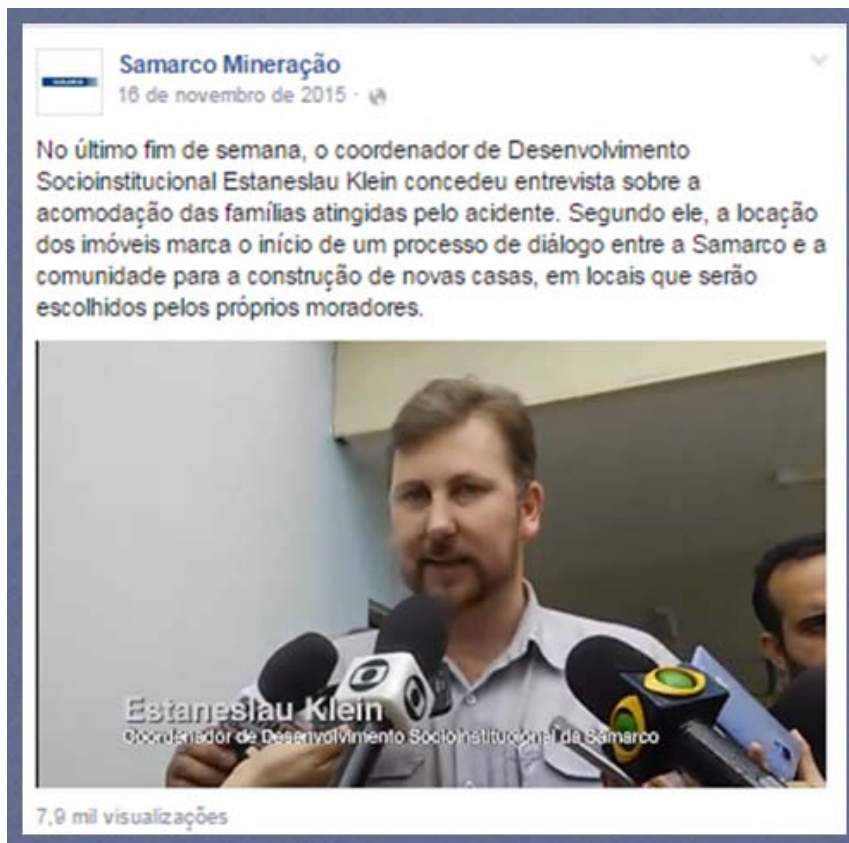 Samarco Mineração
16 de novembro de 2015 ·
No último fim de semana, o coordenador de Desenvolvimento
Socioinstitucional Estaneslau Klein concedeu entrevista sobre a
acomodação das famílias atingidas pelo acidente. Segundo ele, a locação
dos imóveis marca o início de um processo de diálogo entre a Samarco e a
comunidade para a construção de novas casas, em locais que serão
escolhidos pelos próprios moradores.
Estaneslau Klein
Coordenador de Desenvolvimento Socioinstitucional da Samarco
7,9 mil visualizações